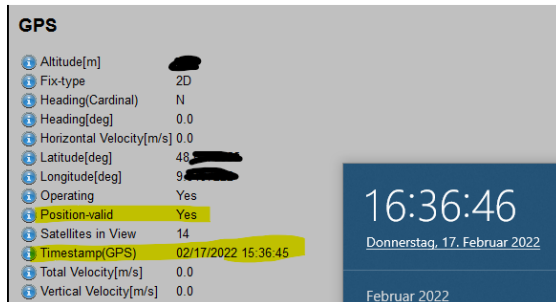 GPS
Altitude[m]
Fix-type 2D
Heading(Cardinal) N
Heading[deg] 0.0
Horizontal Velocity[m/s] 0.0
Latitude[deg] 48
Longitude[deg] 9
Operating Yes
Position-valid Yes
Satellites in View 14
Timestamp(GPS) 02/17/2022 15:36:45
Total Velocity[m/s] 0.0
Vertical Velocity[m/s] 0.0
16:36:46
Donnerstag, 17. Februar 2022
Februar 2022